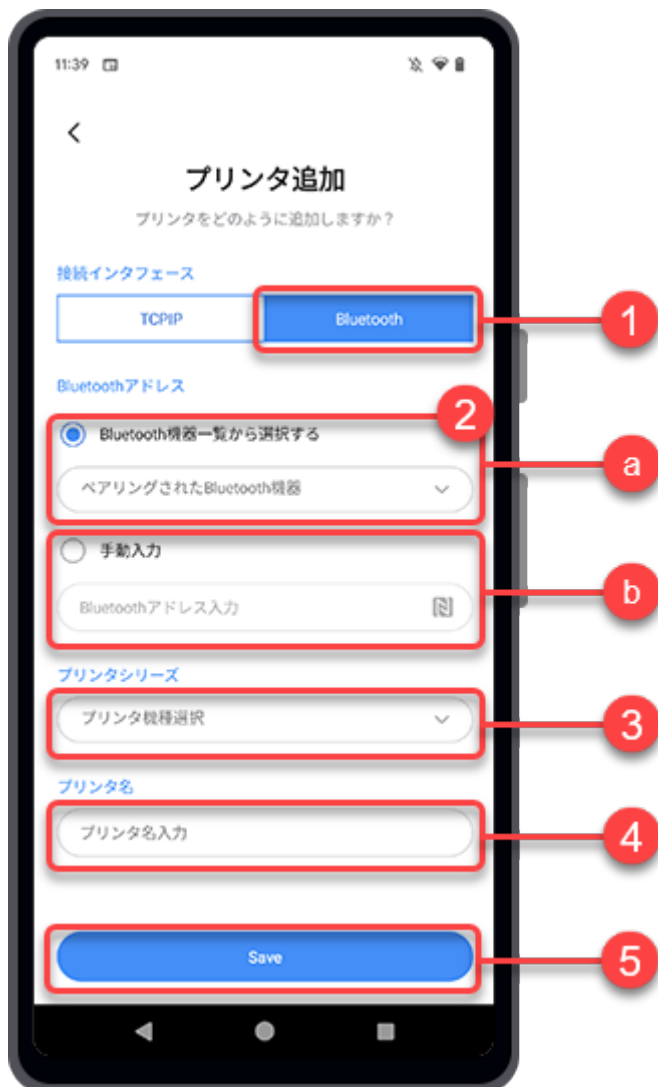 11:39
プリンタ追加
プリンタをどのように追加しますか?
接続インタフェース
TCPIP
Bluetooth
1
Bluetoothアドレス
2
Bluetooth機器一覧から選択する
a
ペアリングされたBluetooth機器
手動入力
b
Bluetoothアドレス入力
プリンタシリーズ
プリンタ機種選択
3
プリンタ名
プリンタ名入力
4
Save
5